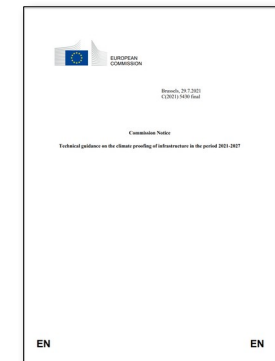 EUROPEAN
COMMISSION
Brussels, 29.7.2021
C(2021) 5430 final
Commission Notice
Technical guidance on the climate proofing of infrastructure in the period 2021-2027
EN
EN